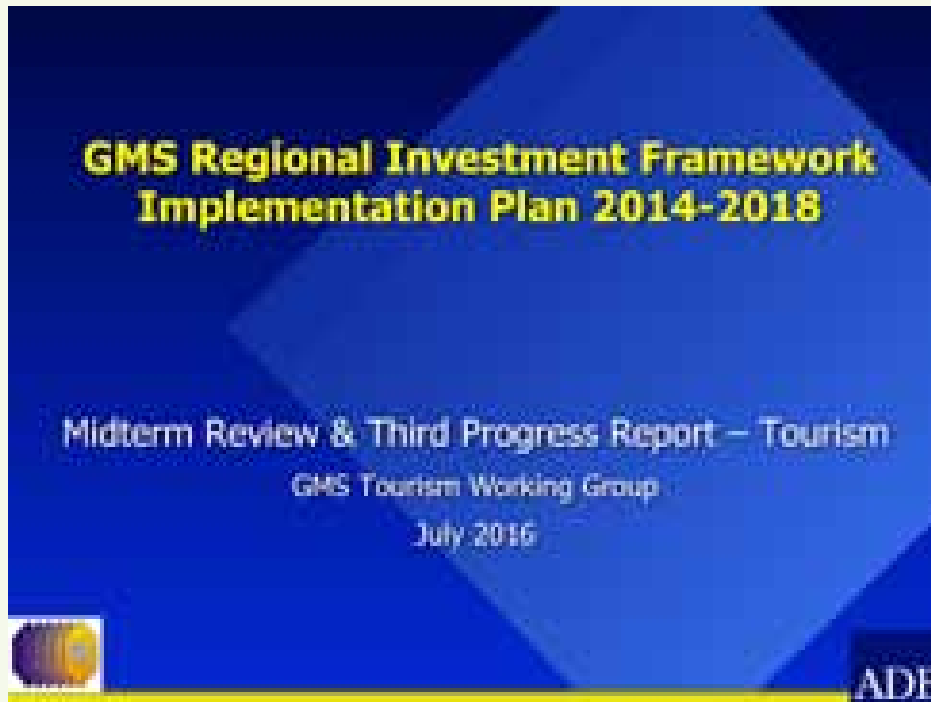 GMS Regional Investment Framework
Implementation Plan 2014-2018
Midterm Review & Third Progress Report – Tourism
GMS Tourism Working Group
July 2016
ADB